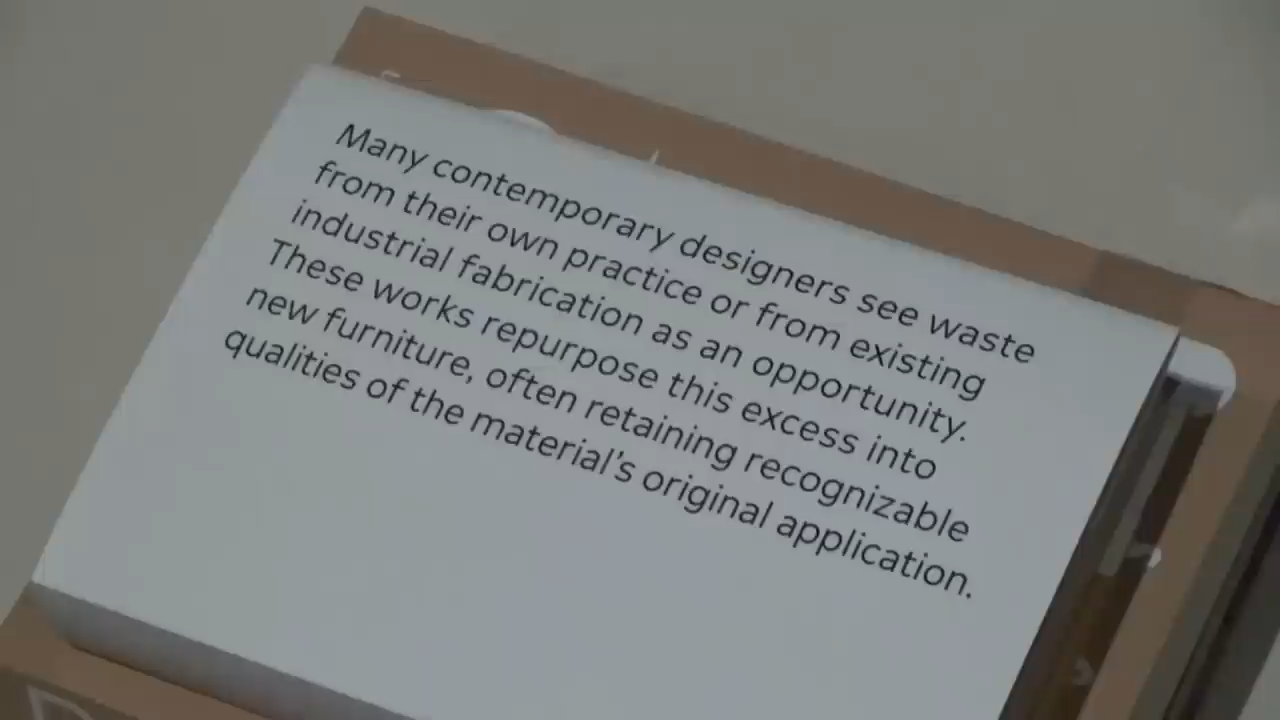 Many contemporary designers see waste
from their own practice or from existing
industrial fabrication as an opportunity.
These works repurpose this excess into
new furniture, often retaining recognizable
qualities of the material's original application.